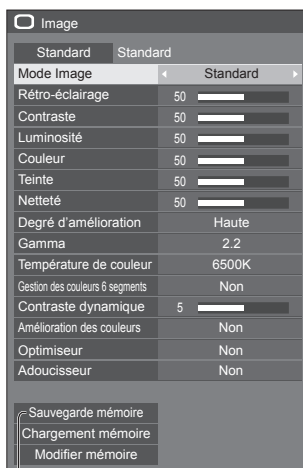 Image
Standard Standard
Mode Image Standard
Rétro-éclairage 50
Contraste 50
Luminosité 50
Couleur 50
Teinte 50
Netteté 50
Degré d'amélioration Haute
Gamma 2.2
Température de couleur 6500K
Gestion des couleurs 6 segments Non
Contraste dynamique 5
Amélioration des couleurs Non
Optimiseur Non
Adoucisseur Non
Sauvegarde mémoire
Chargement mémoire
Modifier mémoire